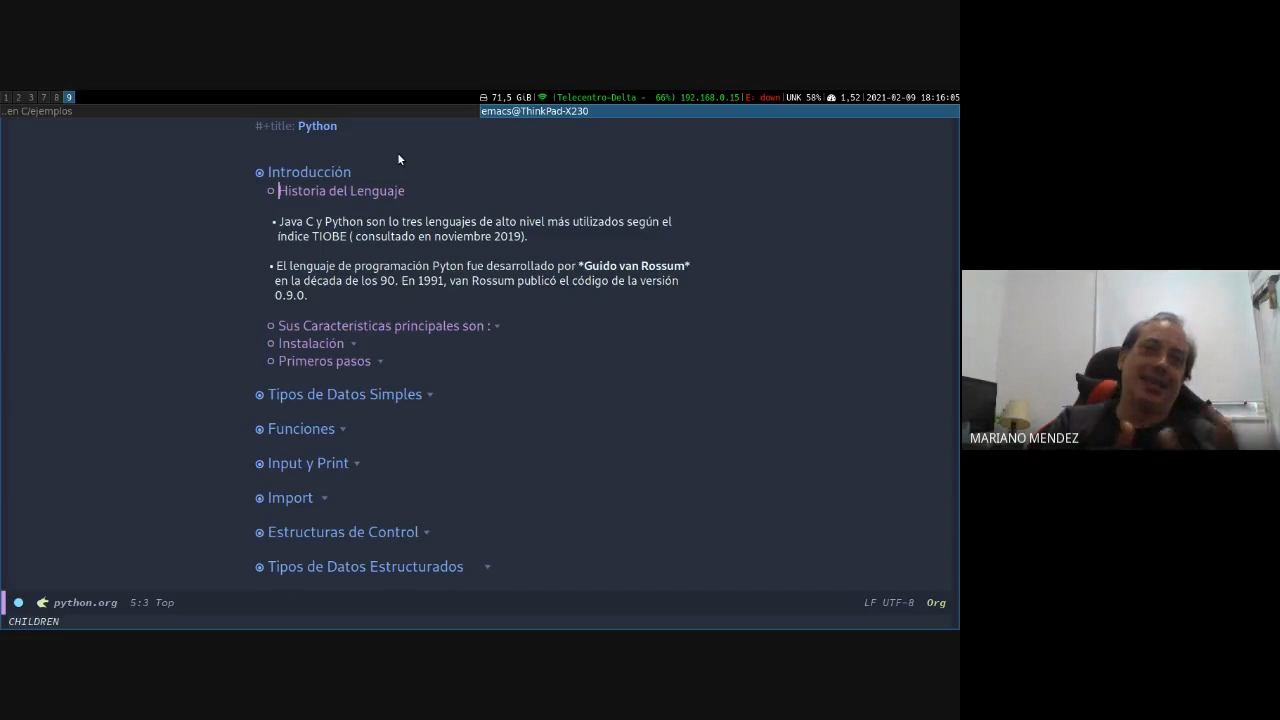 1 2 3 7 8 9
71,5 GiB| (Telecentro-Delta - 66%) 192.168.0.15|E: down|UNK 58%| 1,52|2021-02-09 18:16:05
..en C/ejemplos
emacs@ThinkPad-X230
#+title: Python
Introducción
Historia del Lenguaje
• Java C y Python son lo tres lenguajes de alto nivel más utilizados según el
índice TIOBE ( consultado en noviembre 2019).
• El lenguaje de programación Pyton fue desarrollado por *Guido van Rossum*
en la década de los 90. En 1991, van Rossum publicó el código de la versión
0.9.0.
Sus Características principales son :
Instalación
Primeros pasos
Tipos de Datos Simples
Funciones
Input y Print
Import
Estructuras de Control
Tipos de Datos Estructurados
python.org 5:3 Top
LF UTF-8 Org
CHILDREN
MARIANO MENDEZ